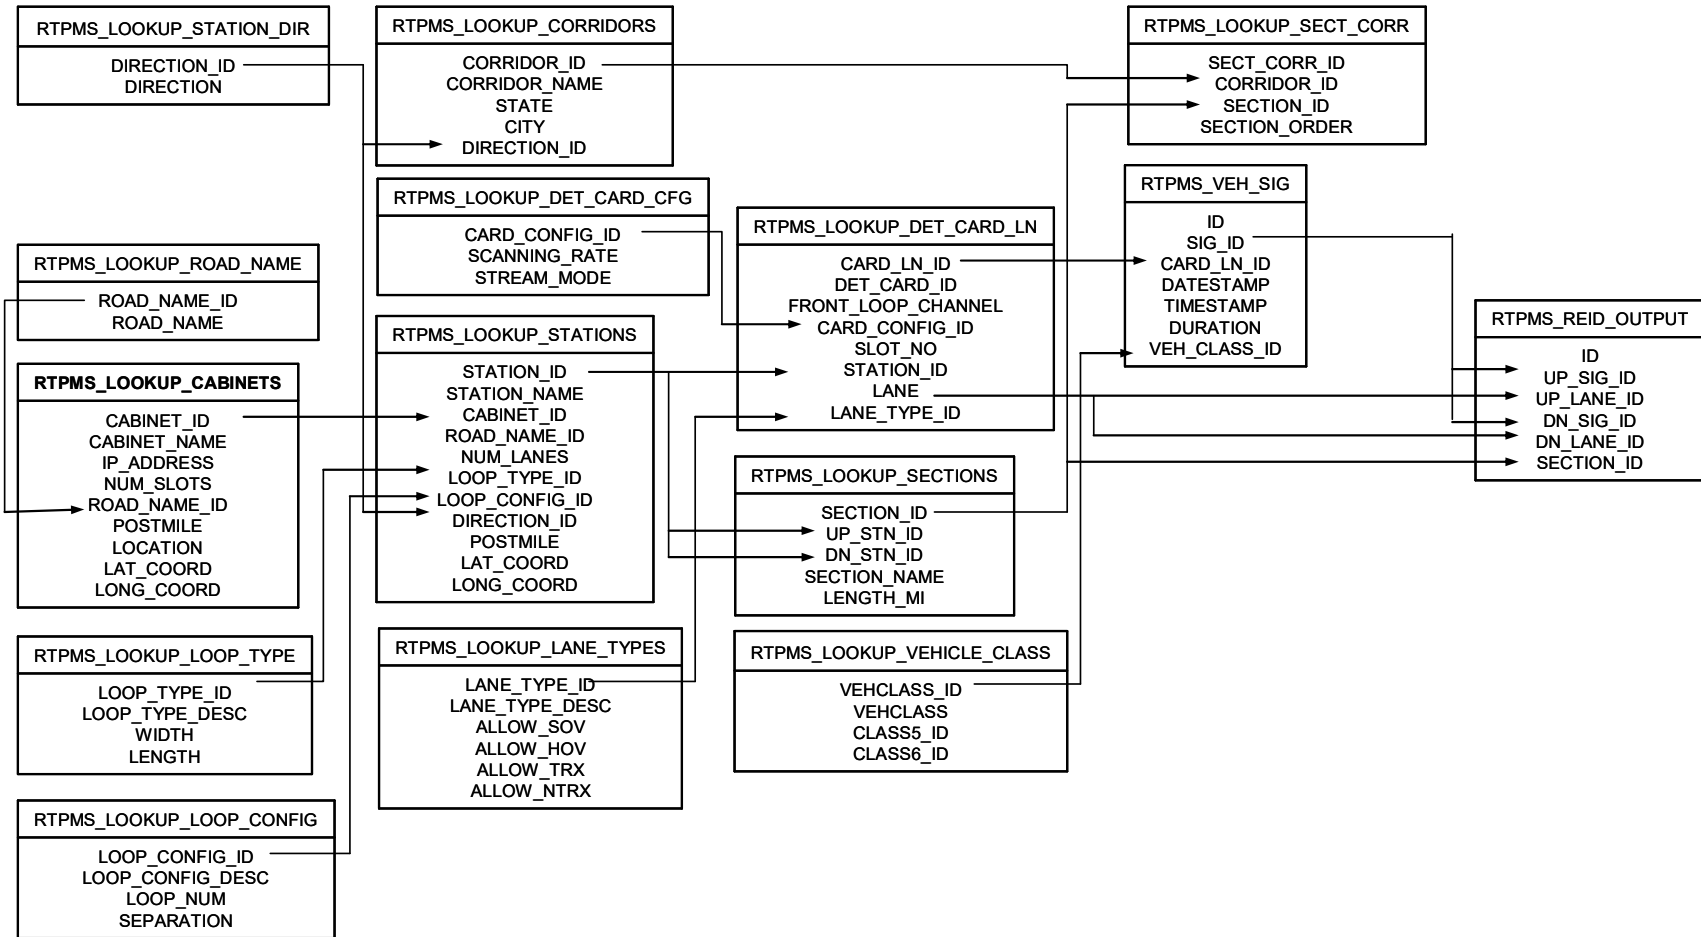 RTPMS_LOOKUP_STATION_DIR
DIRECTION_ID
DIRECTION
RTPMS_LOOKUP_ROAD_NAME
ROAD_NAME_ID
ROAD_NAME
RTPMS_LOOKUP_CABINETS
CABINET_ID
CABINET_NAME
IP_ADDRESS
NUM_SLOTS
ROAD_NAME_ID
POSTMILE
LOCATION
LAT_COORD
LONG_COORD
RTPMS_LOOKUP_LOOP_TYPE
LOOP_TYPE_ID
LOOP_TYPE_DESC
WIDTH
LENGTH
RTPMS_LOOKUP_LOOP_CONFIG
LOOP_CONFIG_ID
LOOP_CONFIG_DESC
LOOP_NUM
SEPARATION
RTPMS_LOOKUP_CORRIDORS
CORRIDOR_ID
CORRIDOR_NAME
STATE
CITY
DIRECTION_ID
RTPMS_LOOKUP_DET_CARD_CFG
CARD_CONFIG_ID
SCANNING_RATE
STREAM_MODE
RTPMS_LOOKUP_STATIONS
STATION_ID
STATION_NAME
CABINET_ID
ROAD_NAME_ID
NUM_LANES
LOOP_TYPE_ID
LOOP_CONFIG_ID
DIRECTION_ID
POSTMILE
LAT_COORD
LONG_COORD
RTPMS_LOOKUP_LANE_TYPES
LANE_TYPE_ID
LANE_TYPE_DESC
ALLOW_SOV
ALLOW_HOV
ALLOW_TRX
ALLOW_NTRX
RTPMS_LOOKUP_DET_CARD_LN
CARD_LN_ID
DET_CARD_ID
FRONT_LOOP_CHANNEL
CARD_CONFIG_ID
SLOT_NO
STATION_ID
LANE
LANE_TYPE_ID
RTPMS_LOOKUP_SECTIONS
SECTION_ID
UP_STN_ID
DN_STN_ID
SECTION_NAME
LENGTH_MI
RTPMS_LOOKUP_VEHICLE_CLASS
VEHCLASS_ID
VEHCLASS
CLASS5_ID
CLASS6_ID
RTPMS_LOOKUP_SECT_CORR
SECT_CORR_ID
CORRIDOR_ID
SECTION_ID
SECTION_ORDER
RTPMS_VEH_SIG
ID
SIG_ID
CARD_LN_ID
DATESTAMP
TIMESTAMP
DURATION
VEH_CLASS_ID
RTPMS_REID_OUTPUT
ID
UP_SIG_ID
UP_LANE_ID
DN_SIG_ID
DN_LANE_ID
SECTION_ID